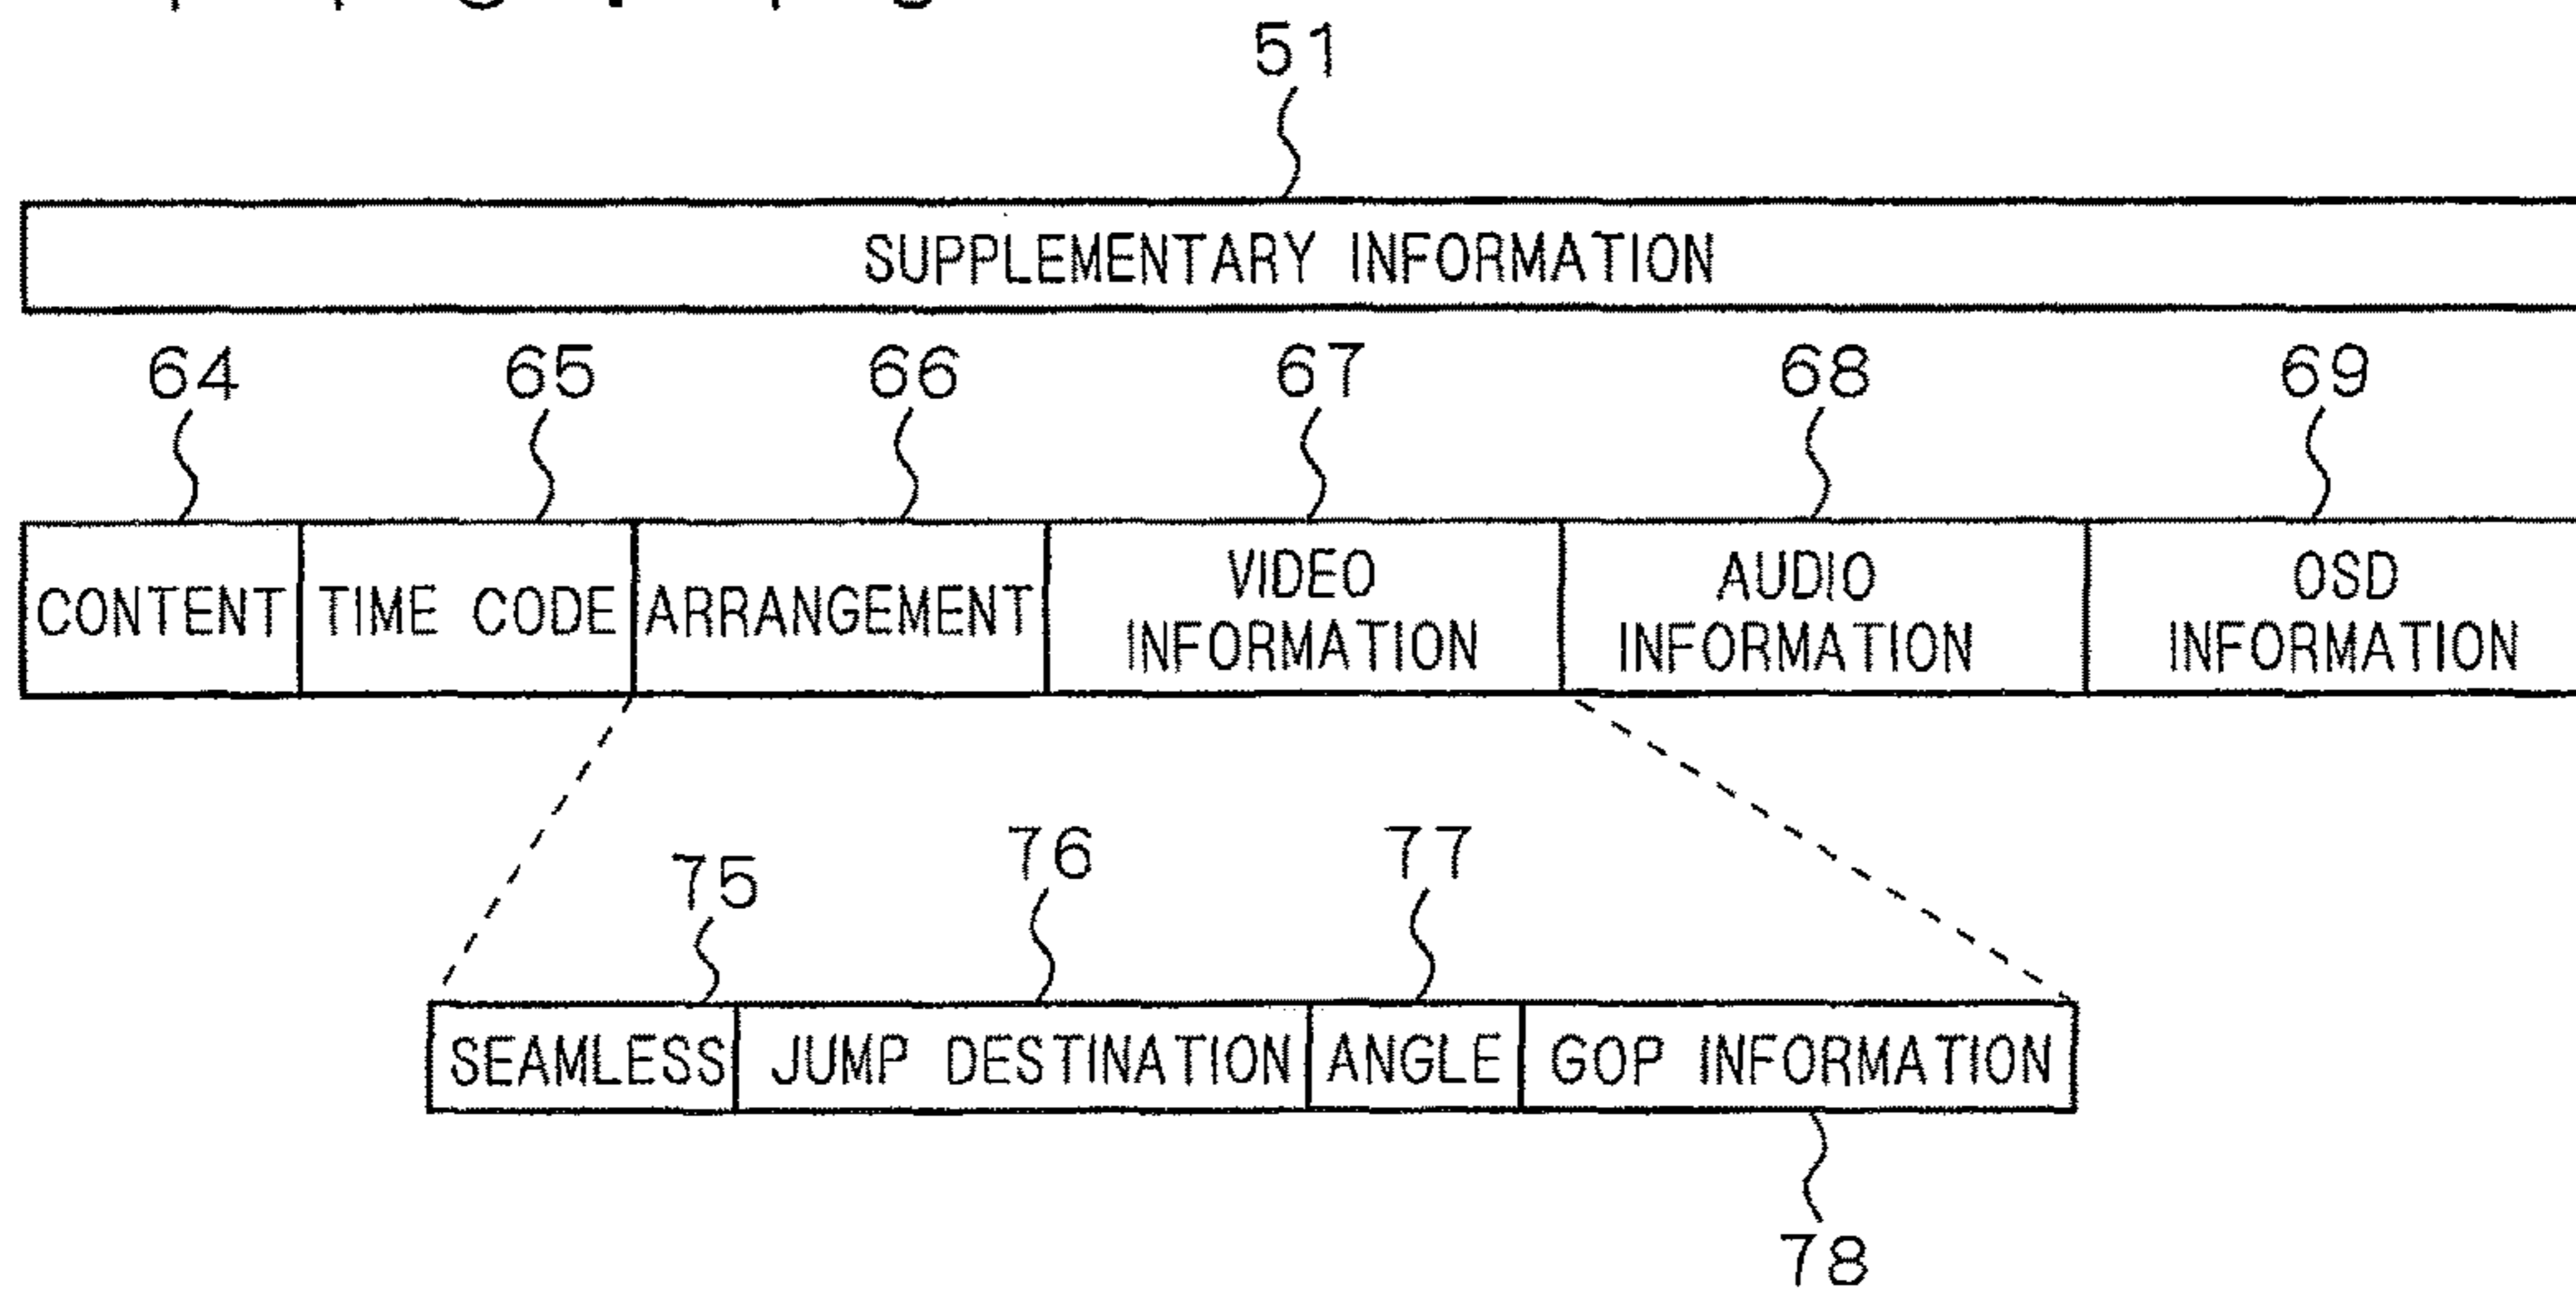 51
SUPPLEMENTARY INFORMATION
64 65 66 67 68 69
CONTENT TIME CODE ARRANGEMENT VIDEO INFORMATION AUDIO INFORMATION OSD INFORMATION
75 76 77
SEAMLESS JUMP DESTINATION ANGLE GOP INFORMATION
78